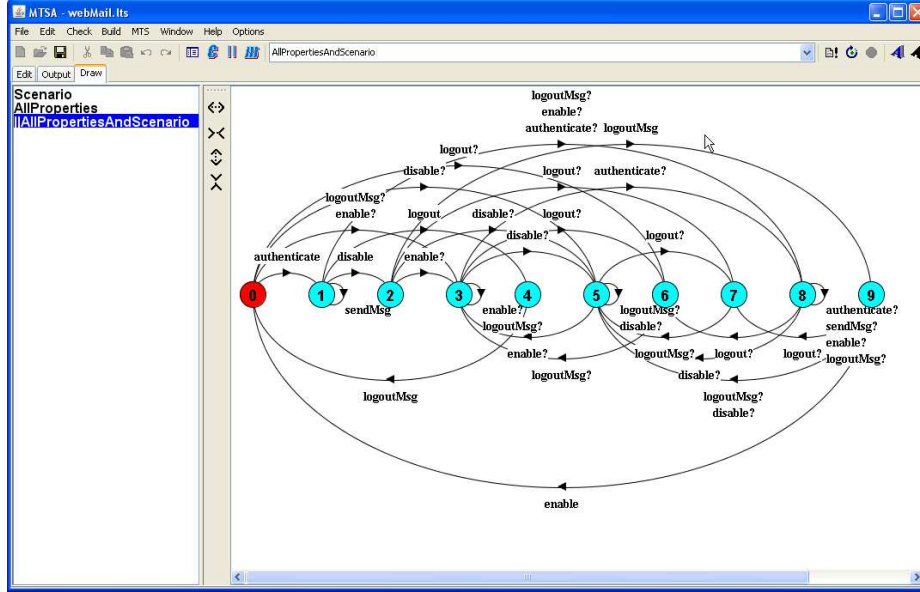 MTSA - webMail.lts
File Edit Check Build MTS Window Help Options
AllPropertiesAndScenario
Edit Output Draw
Scenario
AllProperties
||AllPropertiesAndScenario
logoutMsg?
enable?
authenticate? logoutMsg
logout?
disable? logout? authenticate?
logoutMsg?
enable? logout disable? logout?
disable? logout?
authenticate disable enable?
0 1 2 3 4 5 6 7 8 9
sendMsg enable? logoutMsg? authenticate?
logoutMsg? disable? sendMsg?
enable?
enable? logoutMsg? logout? logout? logoutMsg?
logoutMsg? disable?
logoutMsg logoutMsg?
disable?
enable